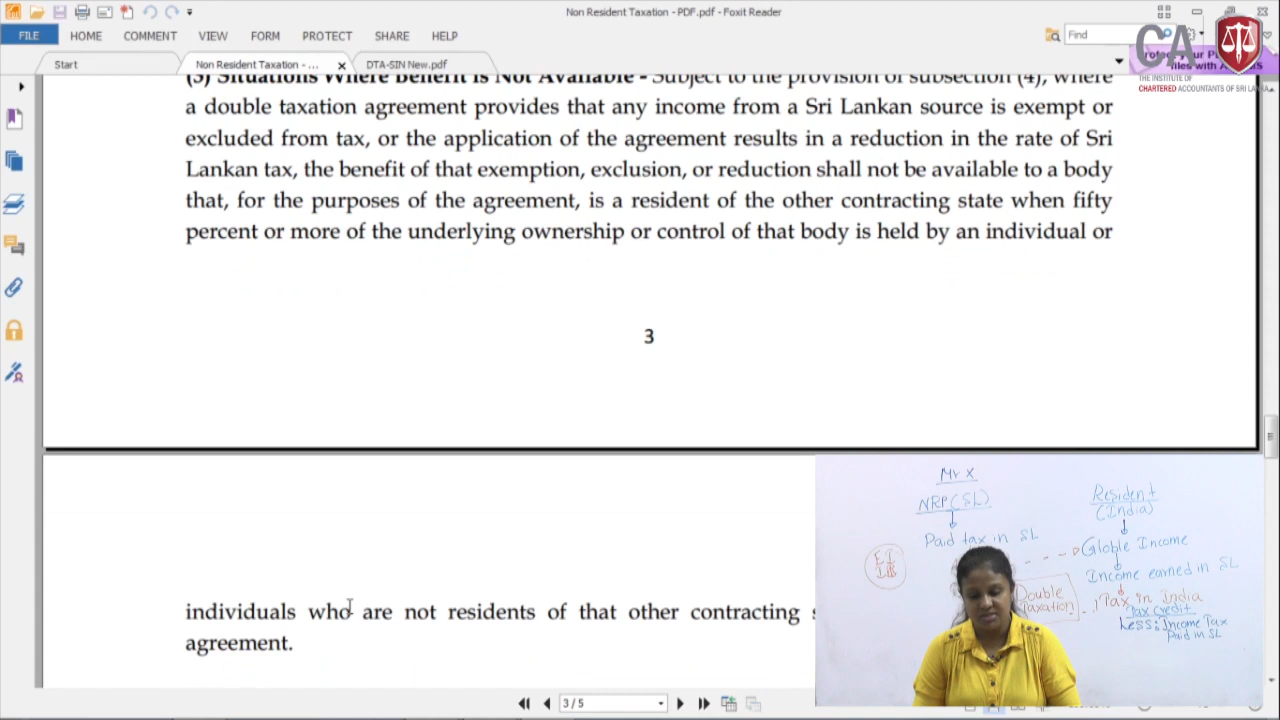 Non Resident Taxation - PDF.pdf - Foxit Reader
FILE HOME COMMENT VIEW FORM PROTECT SHARE HELP
Find
CA
THE INSTITUTE OF
CHARTERED ACCOUNTANTS OF SRI LANKA
Start
Non Resident Taxation - ...
DTA-SIN New.pdf
files with
(5) Situations Where Benefit is Not Available - Subject to the provision of subsection (4), where
a double taxation agreement provides that any income from a Sri Lankan source is exempt or
excluded from tax, or the application of the agreement results in a reduction in the rate of Sri
Lankan tax, the benefit of that exemption, exclusion, or reduction shall not be available to a body
that, for the purposes of the agreement, is a resident of the other contracting state when fifty
percent or more of the underlying ownership or control of that body is held by an individual or
3
individuals who are not residents of that other contracting
agreement.
Mr X
NRP (SL)
Paid tax in SL
Resident
(India)
Globle Income
Income earned in SL
Double
Taxation
Tax in India
Tax credit
Less: Income Tax
Paid in SL
3 / 5